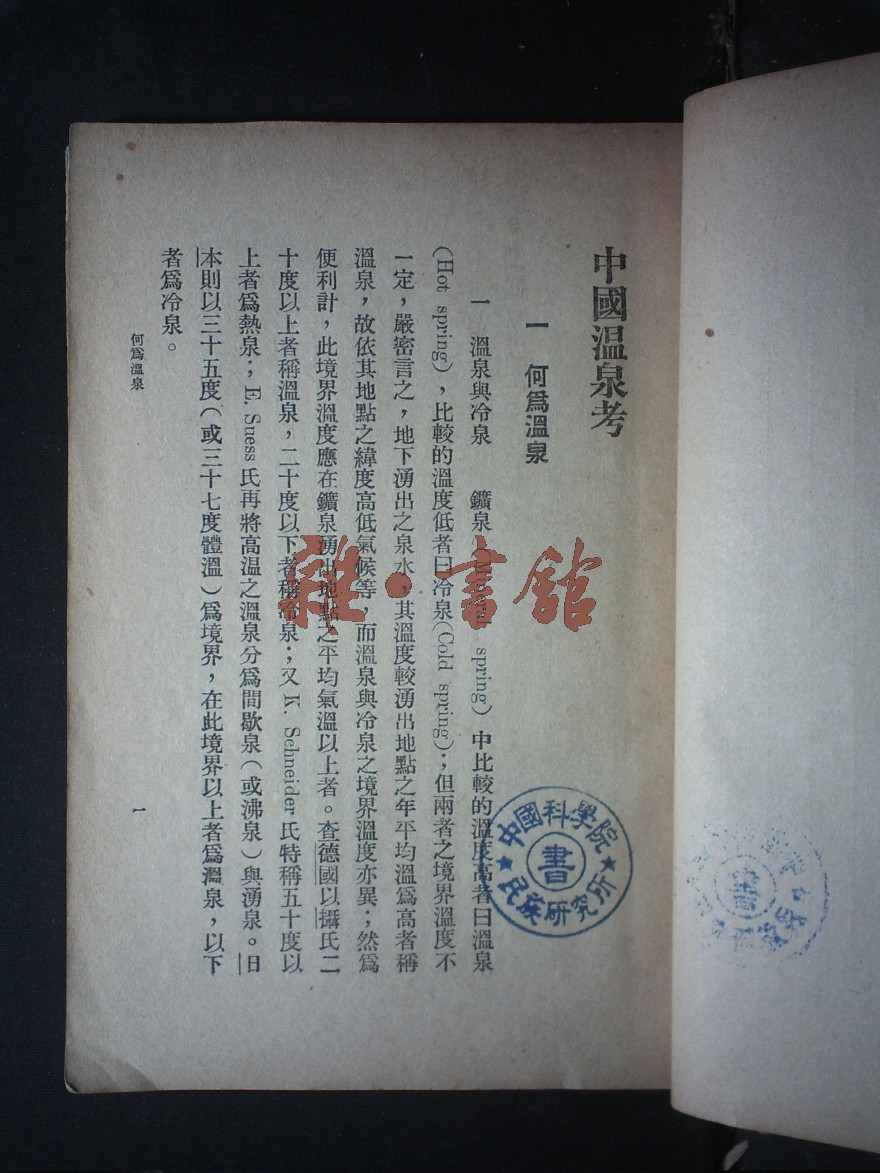 中國温泉考
一 何爲溫泉
一 溫泉與冷泉 鑛泉(Mineral spring)中比較的溫度高者曰溫泉
(Hot spring),比較的溫度低者曰冷泉(Cold spring);但兩者之境界溫度不
一定,嚴密言之,地下湧出之泉水,其溫度較湧出地點之年平均溫爲高者稱
溫泉,故依其地點之緯度高低氣候等,而溫泉與冷泉之境界溫度亦異;然爲
便利計,此境界溫度應在鑛泉湧出地點之平均氣溫以上者。查德國以攝氏二
十度以上者稱溫泉,二十度以下者稱冷泉;又 K. Schneider 氏特稱五十度以
上者爲熱泉;E. Suess 氏再將高温之溫泉分爲間歇泉(或沸泉)與湧泉。日
本則以三十五度(或三十七度體溫)爲境界,在此境界以上者爲溫泉,以下
者爲冷泉。
何爲溫泉
一
雜·書館
中國科學院
民族研究所
書